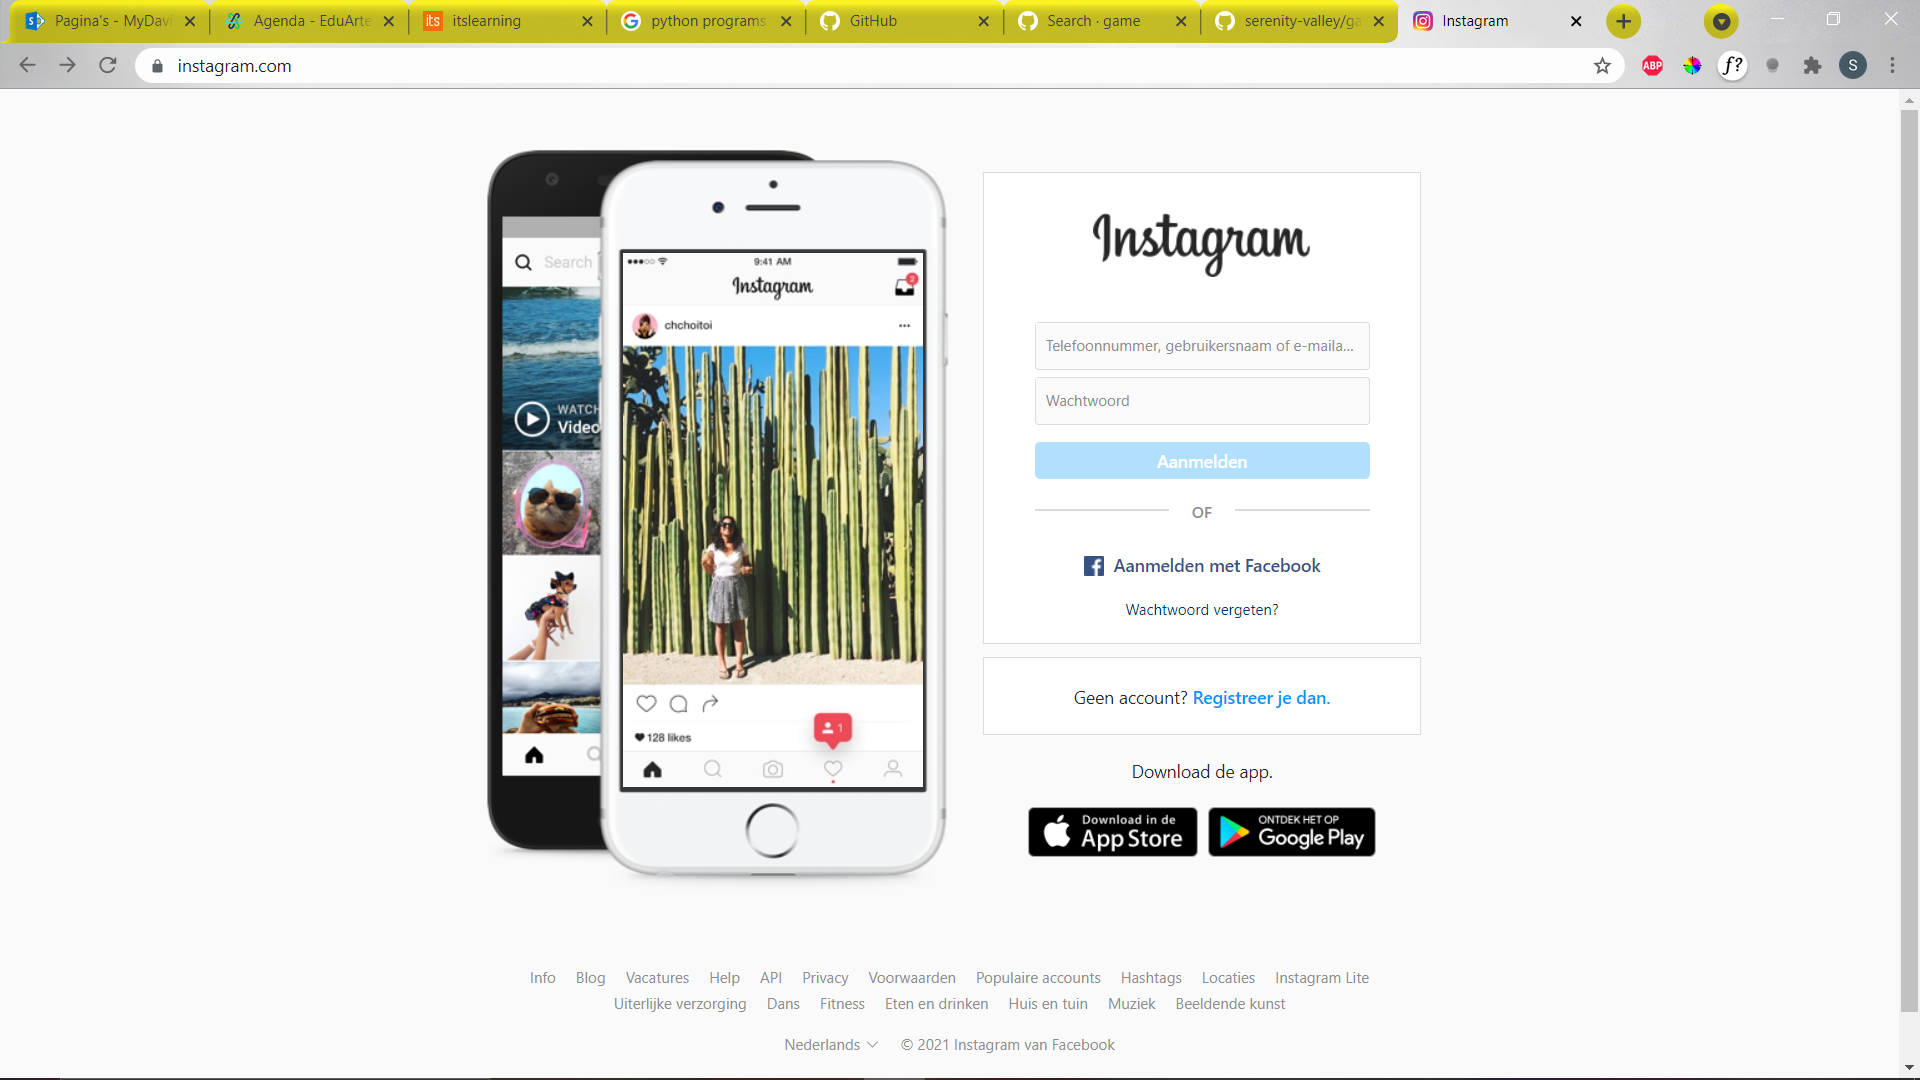 Pagina's - MyDavi
Agenda - EduArte
its itslearning
python programs
GitHub
Search · game
serenity-valley/ga
Instagram
instagram.com
ABP
f?
S
Instagram
Search
WATCH
Video
9:41 AM
Instagram
2
chchoitoi
128 likes
1
Telefoonnummer, gebruikersnaam of e-maila...
Wachtwoord
Aanmelden
OF
Aanmelden met Facebook
Wachtwoord vergeten?
Geen account? Registreer je dan.
Download de app.
Download in de
App Store
ONTDEK HET OP
Google Play
Info Blog Vacatures Help API Privacy Voorwaarden Populaire accounts Hashtags Locaties Instagram Lite
Uiterlijke verzorging Dans Fitness Eten en drinken Huis en tuin Muziek Beeldende kunst
Nederlands © 2021 Instagram van Facebook